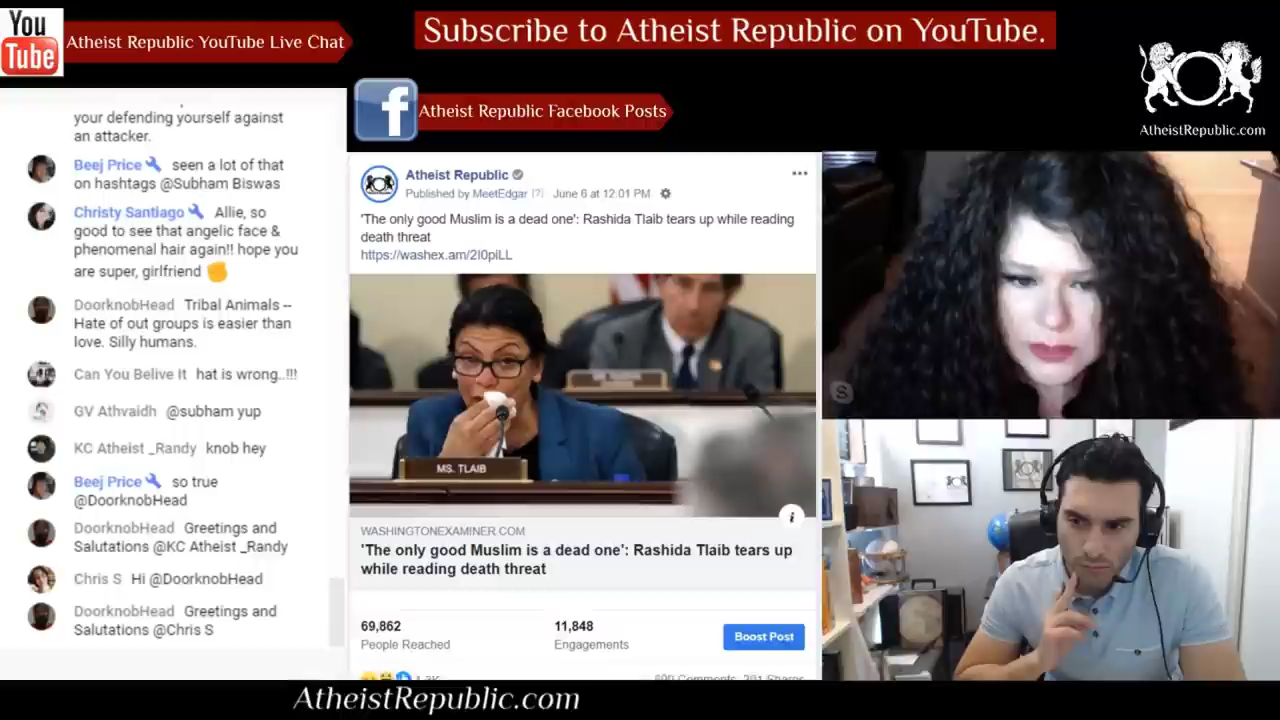 You
Tube
Atheist Republic YouTube Live Chat
Subscribe to Atheist Republic on YouTube.
AtheistRepublic.com
f
Atheist Republic Facebook Posts
your defending yourself against
an attacker.
Beej Price seen a lot of that
on hashtags @Subham Biswas
Christy Santiago Allie, so
good to see that angelic face &
phenomenal hair again!! hope you
are super, girlfriend
DoorknobHead Tribal Animals --
Hate of out groups is easier than
love. Silly humans.
Can You Belive It hat is wrong..!!!
GV Athvaidh @subham yup
KC Atheist _Randy knob hey
Beej Price so true
@DoorknobHead
DoorknobHead Greetings and
Salutations @KC Atheist _Randy
Chris S Hi @DoorknobHead
DoorknobHead Greetings and
Salutations @Chris S
Atheist Republic
Published by MeetEdgar [?] June 6 at 12:01 PM
'The only good Muslim is a dead one': Rashida Tlaib tears up while reading
death threat
https://washex.am/2I0plLL
MS. TLAIB
WASHINGTONEXAMINER.COM
'The only good Muslim is a dead one': Rashida Tlaib tears up
while reading death threat
69,862
People Reached
11,848
Engagements
Boost Post
AtheistRepublic.com